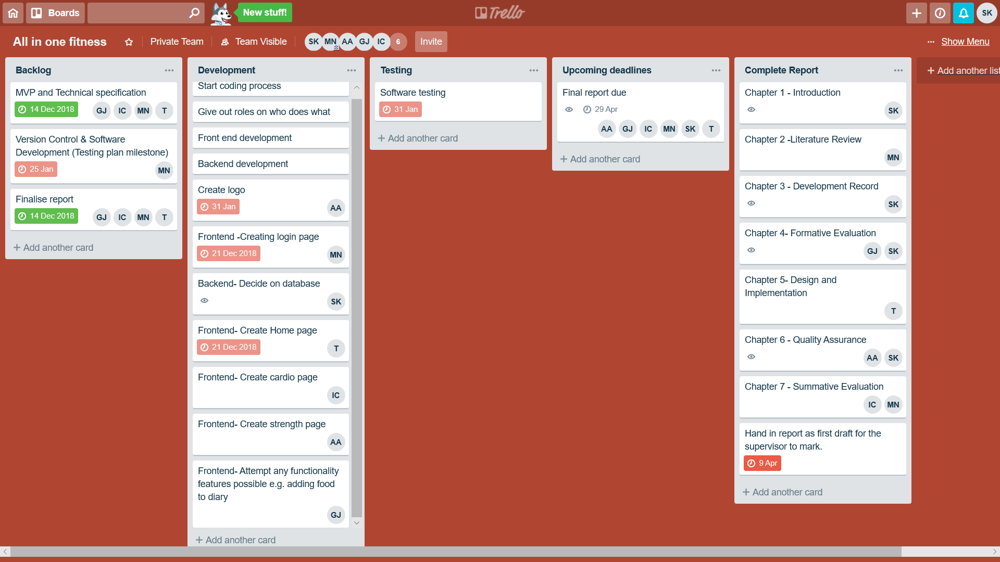 Boards
New stuff!
Trello
SK
All in one fitness
Private Team
Team Visible
SK MN AA GJ IC 6
Invite
... Show Menu
Backlog
MVP and Technical specification
14 Dec 2018
GJ IC MN T
Version Control & Software
Development (Testing plan milestone)
25 Jan
MN
Finalise report
14 Dec 2018
GJ IC MN T
+ Add another card
Development
Start coding process
Give out roles on who does what
Front end development
Backend development
Create logo
31 Jan
AA
Frontend -Creating login page
21 Dec 2018
MN
Backend- Decide on database
SK
Frontend- Create Home page
21 Dec 2018
T
Frontend- Create cardio page
IC
Frontend- Create strength page
AA
Frontend- Attempt any functionality
features possible e.g. adding food
to diary
GJ
+ Add another card
Testing
Software testing
31 Jan
+ Add another card
Upcoming deadlines
Final report due
29 Apr
AA GJ IC MN SK T
+ Add another card
Complete Report
Chapter 1 - Introduction
SK
Chapter 2 -Literature Review
MN
Chapter 3 - Development Record
SK
Chapter 4- Formative Evaluation
GJ SK
Chapter 5- Design and
Implementation
T
Chapter 6 - Quality Assurance
AA SK
Chapter 7 - Summative Evaluation
IC MN
Hand in report as first draft for the
supervisor to mark.
9 Apr
+ Add another card
+ Add another list